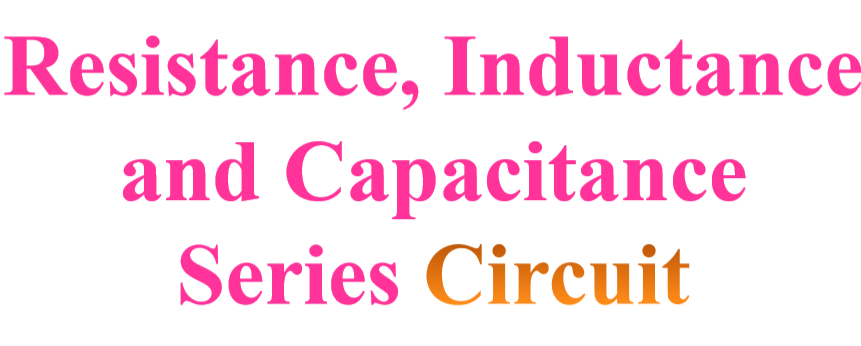 Resistance, Inductance
and Capacitance
Series Circuit